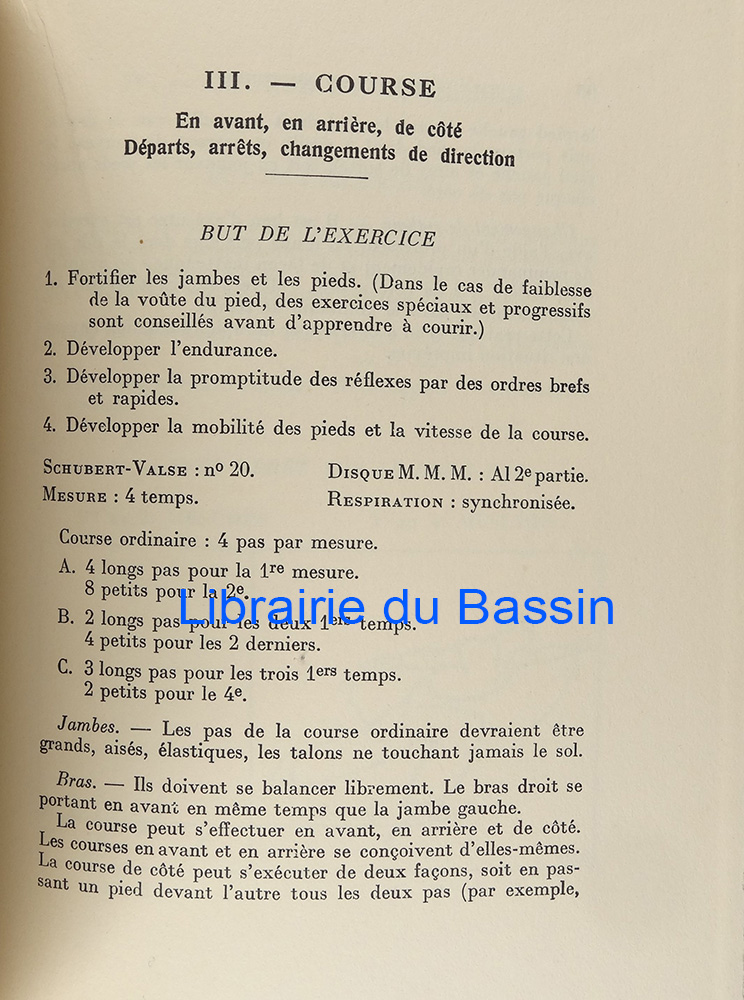 III. — COURSE
En avant, en arrière, de côté
Départs, arrêts, changements de direction
BUT DE L'EXERCICE
1. Fortifier les jambes et les pieds. (Dans le cas de faiblesse
de la voûte du pied, des exercices spéciaux et progressifs
sont conseillés avant d'apprendre à courir.)
2. Développer l'endurance.
3. Développer la promptitude des réflexes par des ordres brefs
et rapides.
4. Développer la mobilité des pieds et la vitesse de la course.
SCHUBERT-VALSE : nº 20.
DISQUE M. M. M. : A1 2e partie.
MESURE : 4 temps.
RESPIRATION : synchronisée.
Course ordinaire : 4 pas par mesure.
A. 4 longs pas pour la 1re mesure.
8 petits pour la 2e.
Librairie du Bassin
B. 2 longs pas pour les deux 1ers temps.
4 petits pour les 2 derniers.
C. 3 longs pas pour les trois 1ers temps.
2 petits pour le 4e.
Jambes. — Les pas de la course ordinaire devraient être
grands, aisés, élastiques, les talons ne touchant jamais le sol.
Bras. — Ils doivent se balancer librement. Le bras droit se
portant en avant en même temps que la jambe gauche.
La course peut s'effectuer en avant, en arrière et de côté.
Les courses en avant et en arrière se conçoivent d'elles-mêmes.
La course de côté peut s'exécuter de deux façons, soit en pas-
sant un pied devant l'autre tous les deux pas (par exemple,